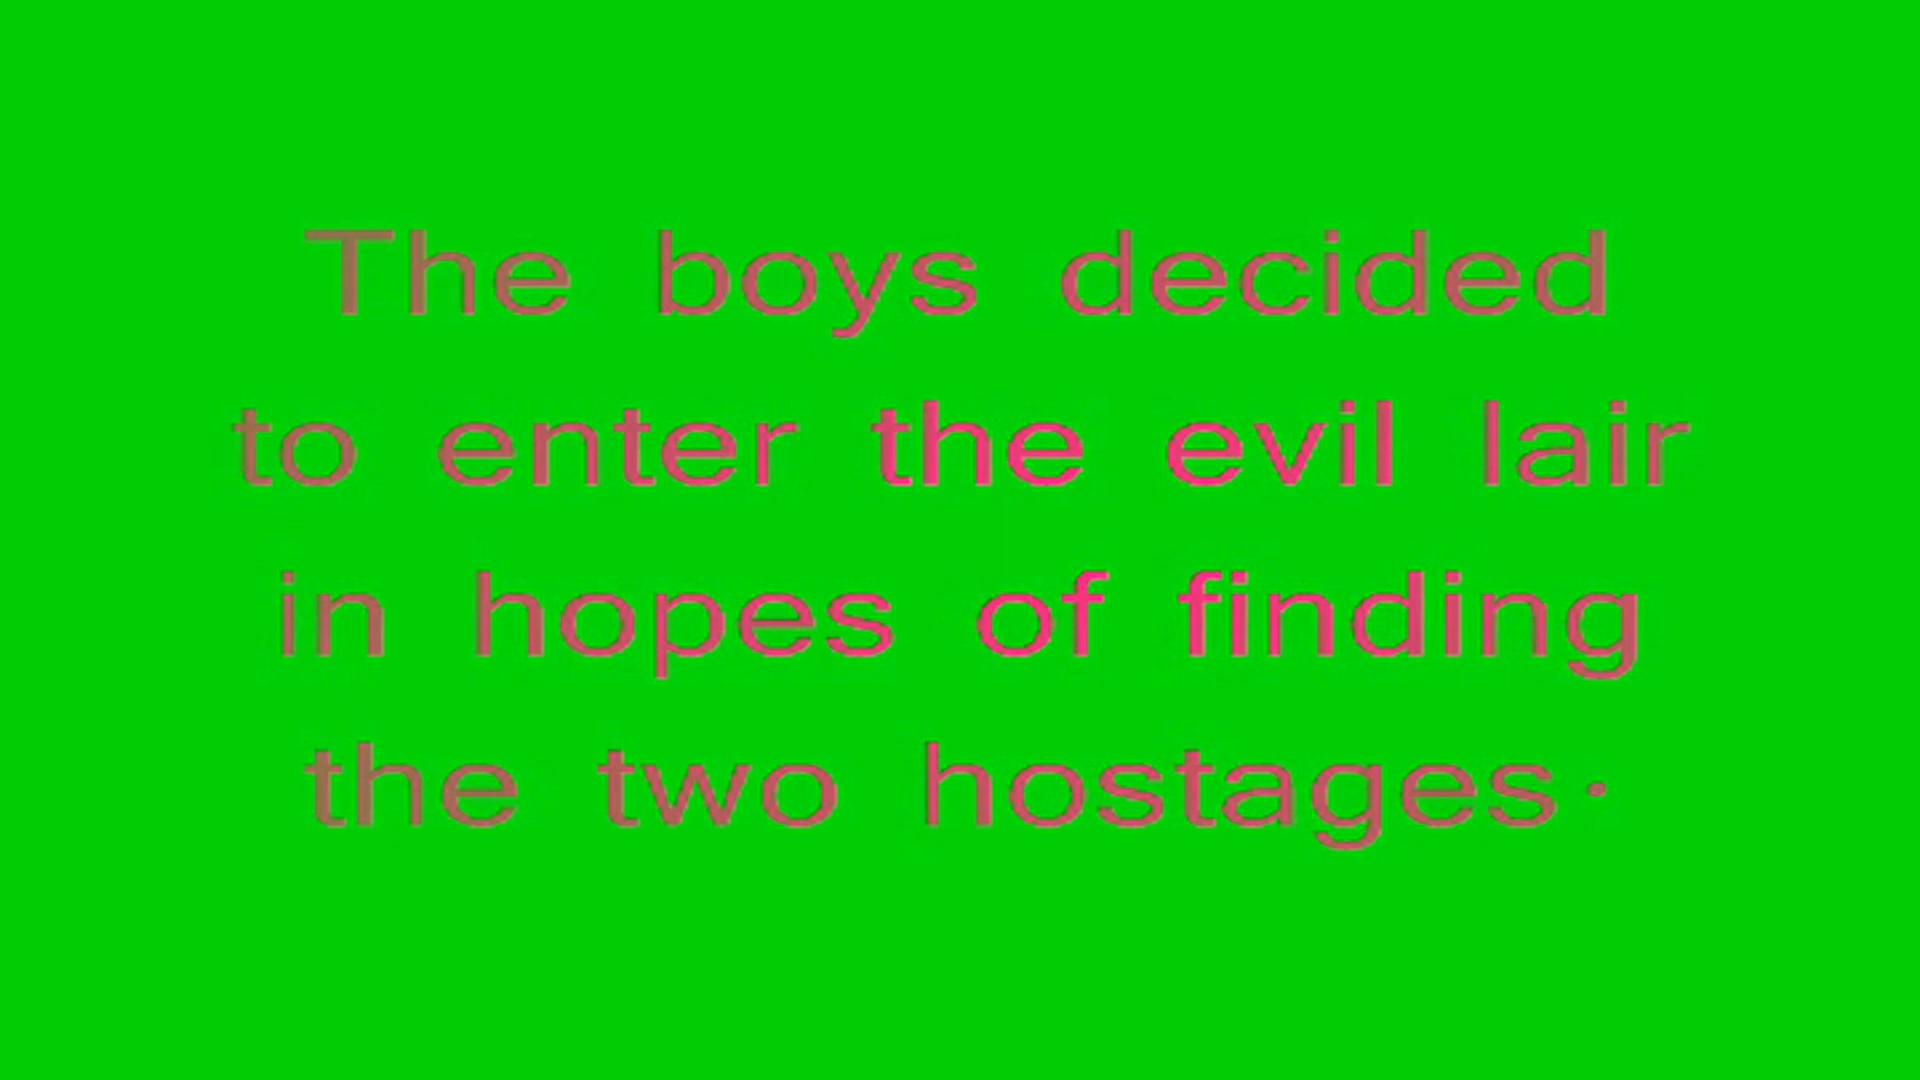 The boys decided
to enter the evil lair
in hopes of finding
the two hostages·